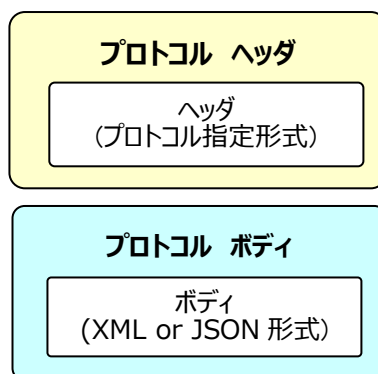 プロトコル ヘッダ
ヘッダ
（プロトコル指定形式）
プロトコル ボディ
ボディ
(XML or JSON 形式）